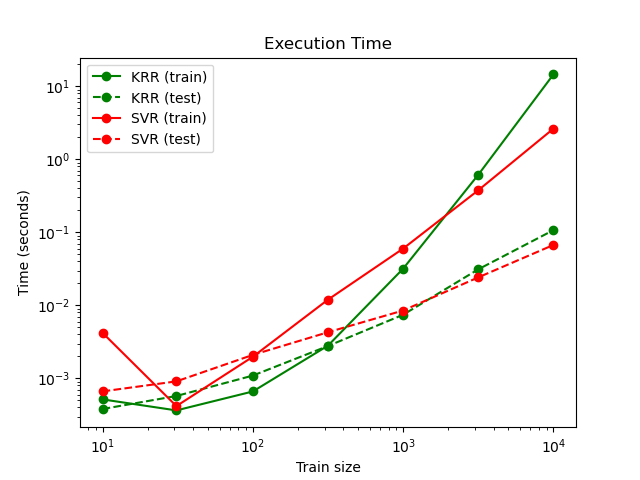 Execution Time
KRR (train)
KRR (test)
SVR (train)
SVR (test)
10¹
10⁰
10⁻¹
10⁻²
10⁻³
Time (seconds)
10¹ 10² 10³ 10⁴
Train size